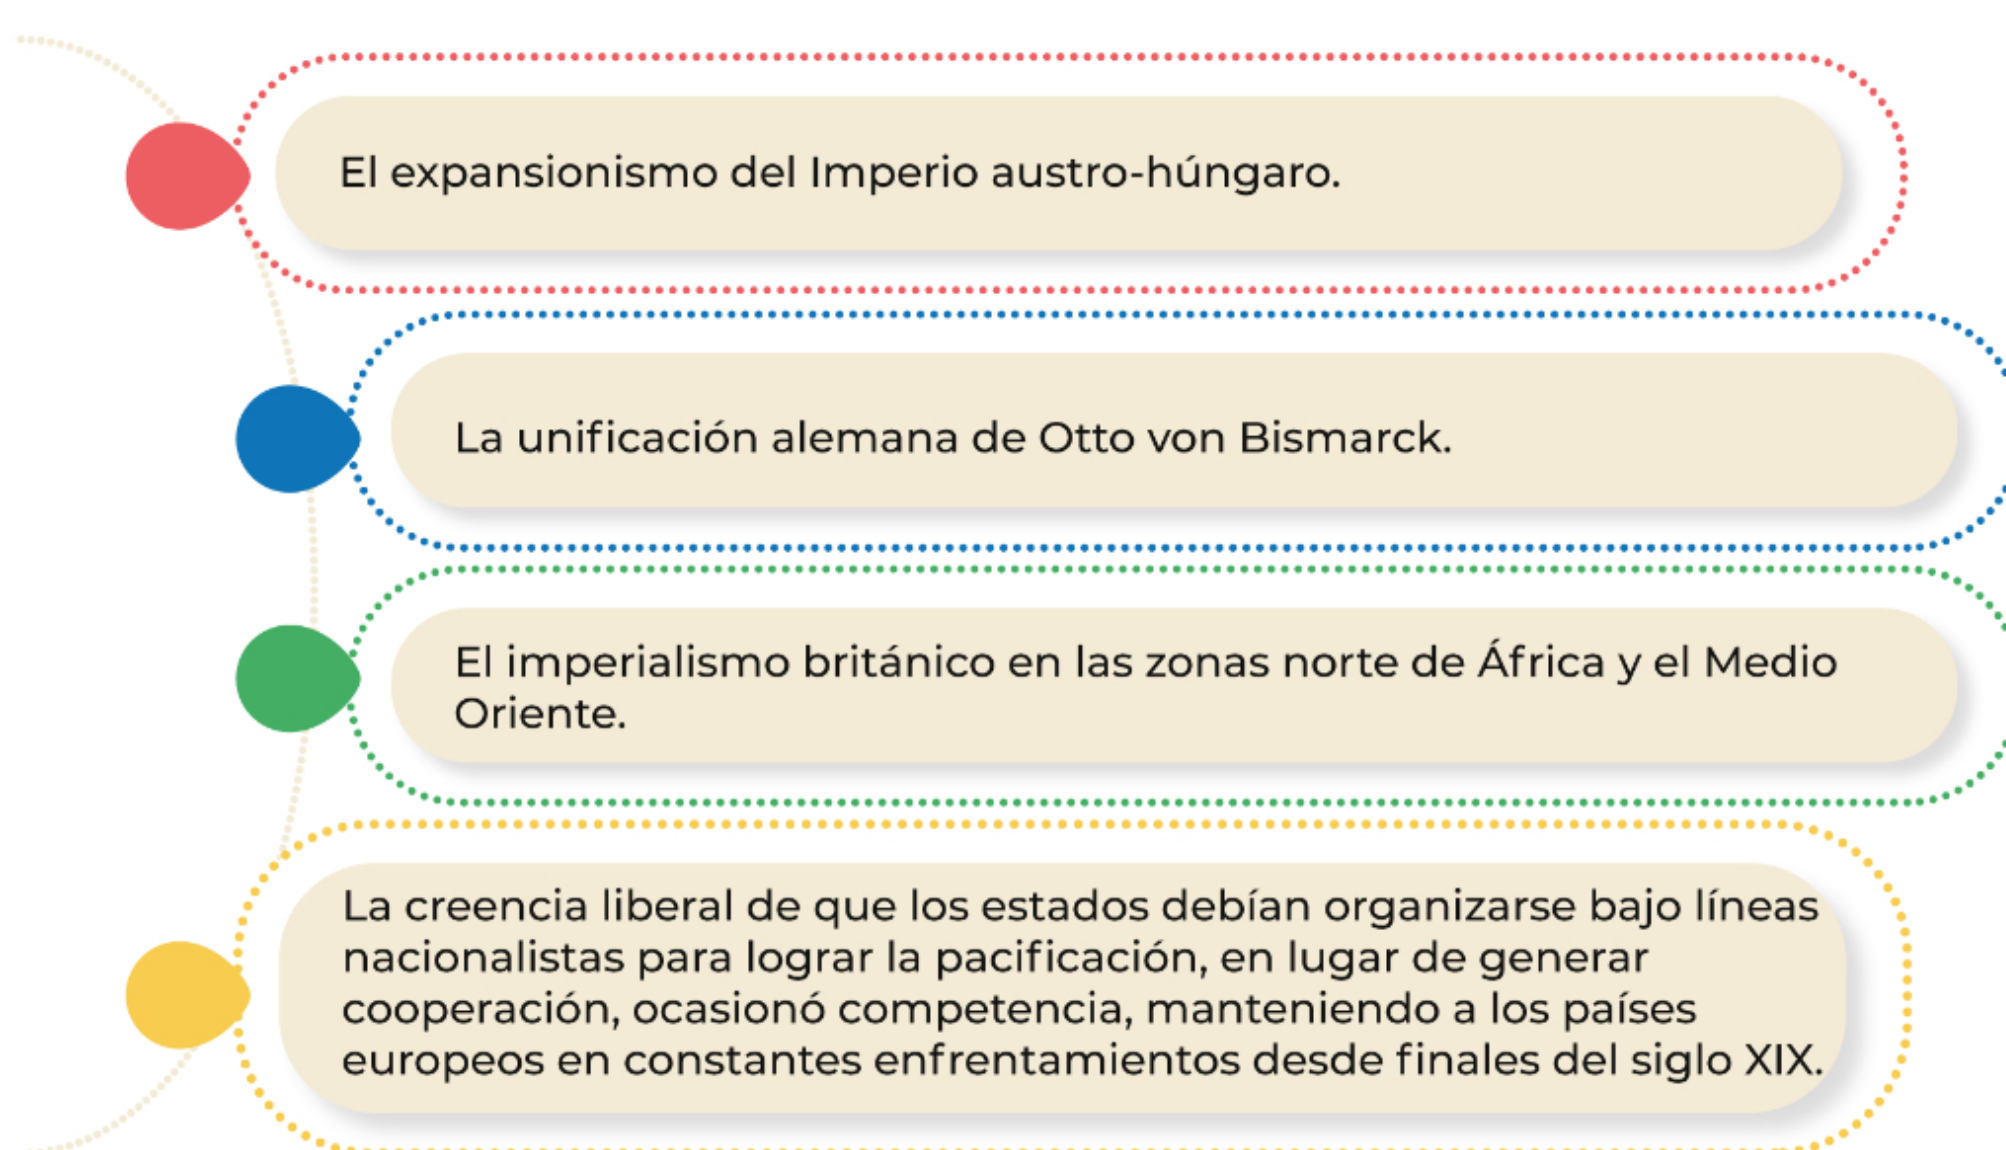 El expansionismo del Imperio austro-húngaro.
La unificación alemana de Otto von Bismarck.
El imperialismo británico en las zonas norte de África y el Medio
Oriente.
La creencia liberal de que los estados debían organizarse bajo líneas
nacionalistas para lograr la pacificación, en lugar de generar
cooperación, ocasionó competencia, manteniendo a los países
europeos en constantes enfrentamientos desde finales del siglo XIX.